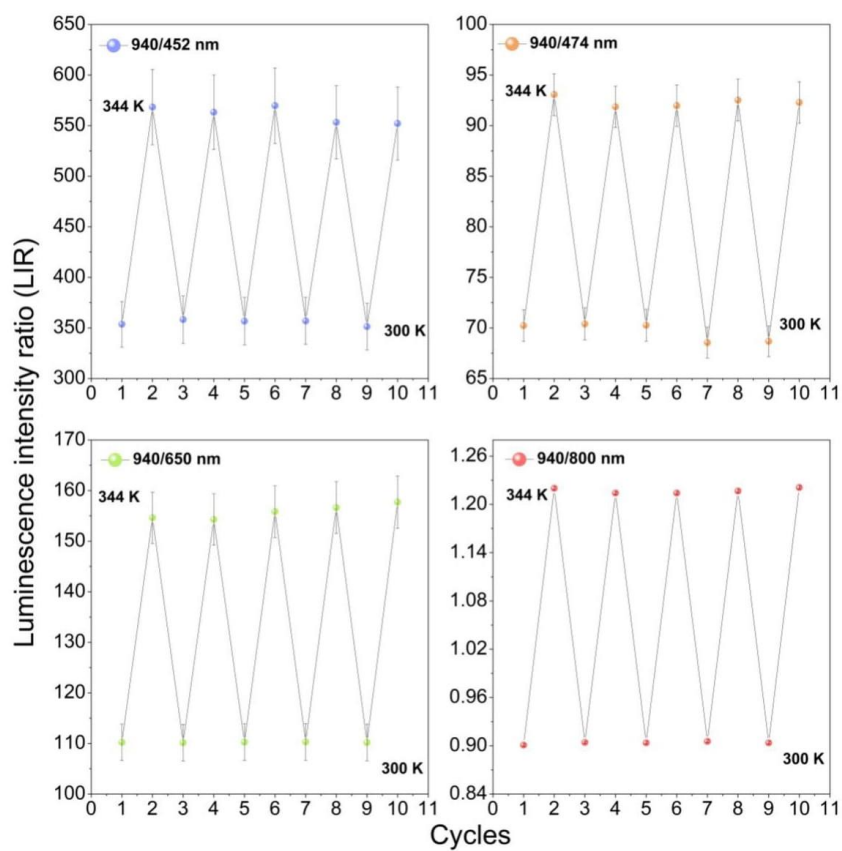 940/452 nm
344 K
300 K
650
600
550
500
450
400
350
300
0 1 2 3 4 5 6 7 8 9 10 11
940/474 nm
344 K
300 K
100
95
90
85
80
75
70
65
0 1 2 3 4 5 6 7 8 9 10 11
Luminescence intensity ratio (LIR)
940/650 nm
344 K
300 K
170
160
150
140
130
120
110
100
0 1 2 3 4 5 6 7 8 9 10 11
940/800 nm
344 K
300 K
1.26
1.20
1.14
1.08
1.02
0.96
0.90
0.84
0 1 2 3 4 5 6 7 8 9 10 11
Cycles